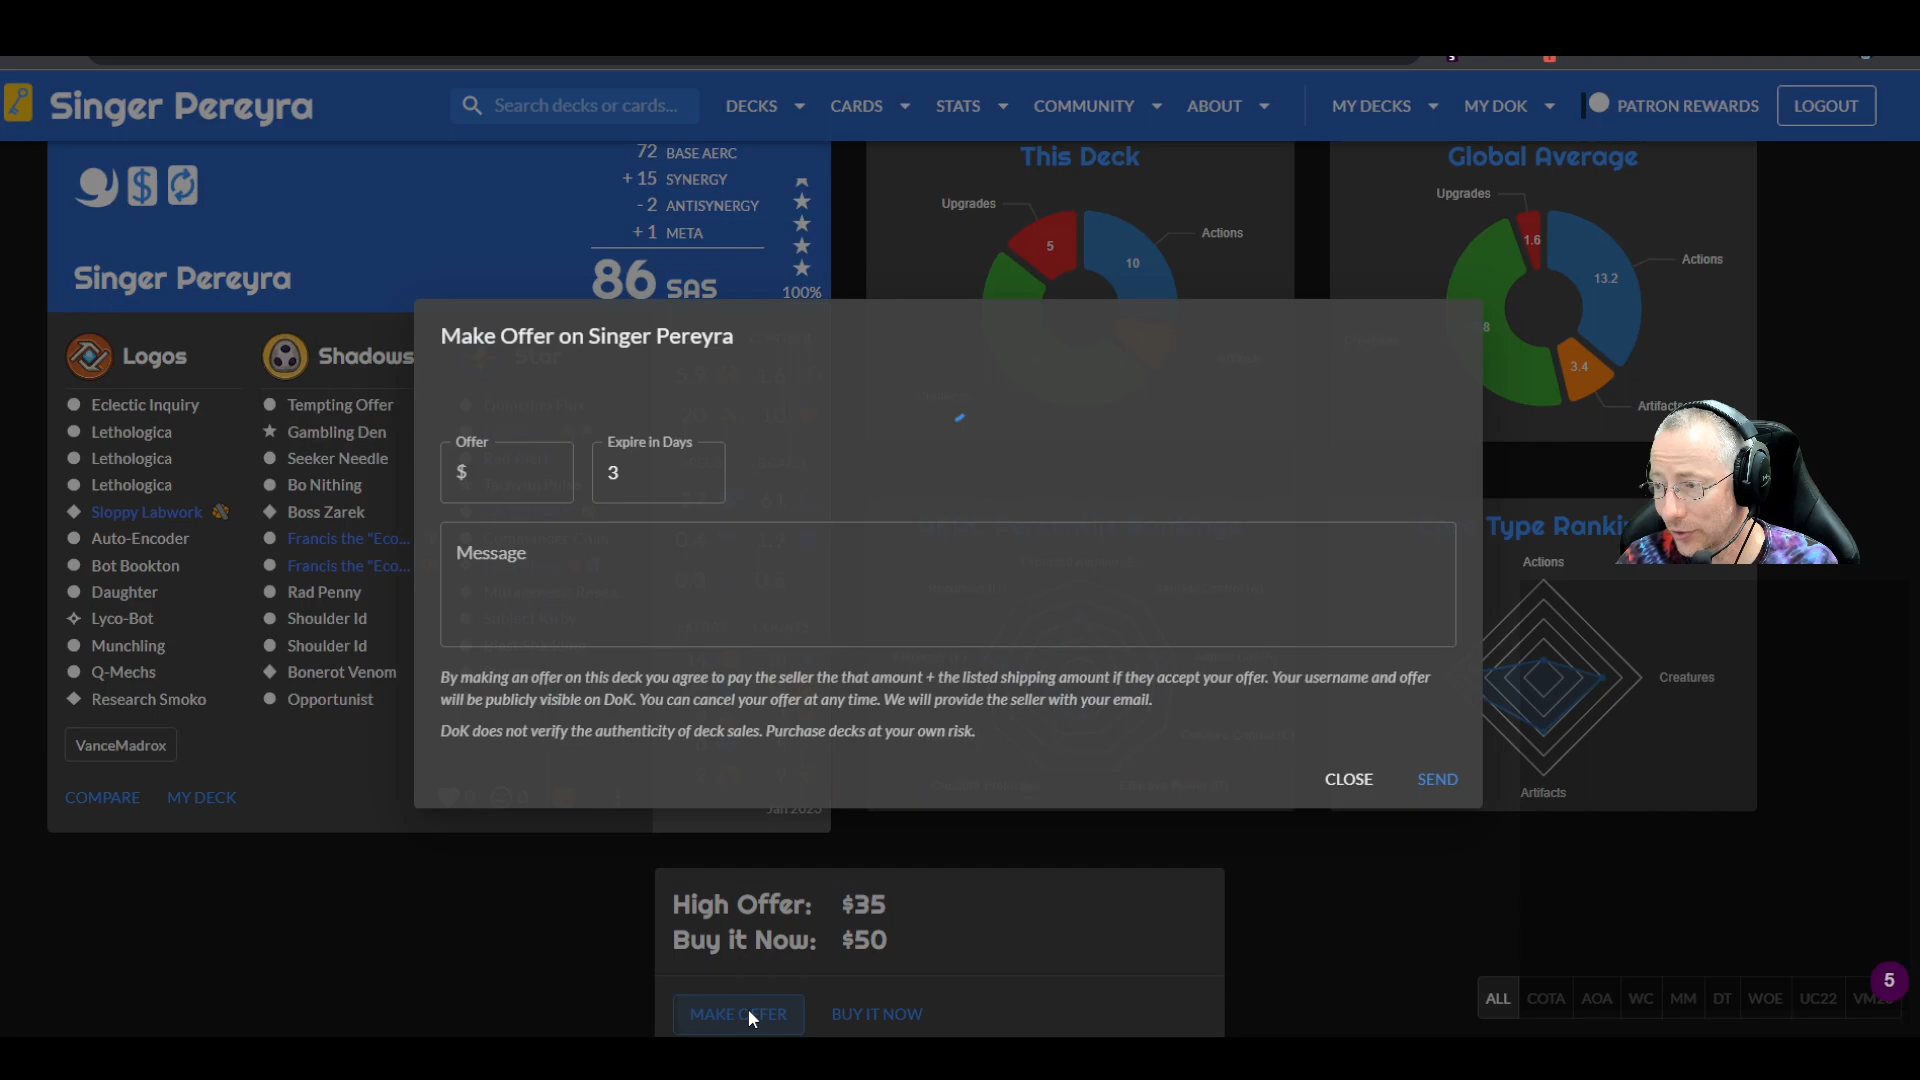 Singer Pereyra
Search decks or cards...
DECKS
CARDS
STATS
COMMUNITY
ABOUT
MY DECKS
MY DOK
PATRON REWARDS
LOGOUT
72 BASE AERC
+ 15 SYNERGY
- 2 ANTISYNERGY
+ 1 META
86 SAS
100%
Singer Pereyra
This Deck
Upgrades
5
Actions
10
Global Average
Upgrades
1.6
Actions
13.2
8
3.4
Artifacts
Logos
Eclectic Inquiry
Lethologica
Lethologica
Lethologica
Sloppy Labwork
Auto-Encoder
Bot Bookton
Daughter
Lyco-Bot
Munchling
Q-Mechs
Research Smoko
Shadows
Tempting Offer
Gambling Den
Seeker Needle
Bo Nithing
Boss Zarek
Francis the "Eco...
Francis the "Eco...
Rad Penny
Shoulder Id
Shoulder Id
Bonerot Venom
Opportunist
VanceMadrox
COMPARE
MY DECK
Make Offer on Singer Pereyra
Offer
$
Expire in Days
3
Message
By making an offer on this deck you agree to pay the seller the that amount + the listed shipping amount if they accept your offer. Your username and offer
will be publicly visible on DoK. You can cancel your offer at any time. We will provide the seller with your email.
DoK does not verify the authenticity of deck sales. Purchase decks at your own risk.
CLOSE
SEND
Type
Actions
Creatures
Artifacts
High Offer: $35
Buy it Now: $50
MAKE OFFER
BUY IT NOW
ALL
COTA
AOA
WC
MM
DT
WOE
UC22
5